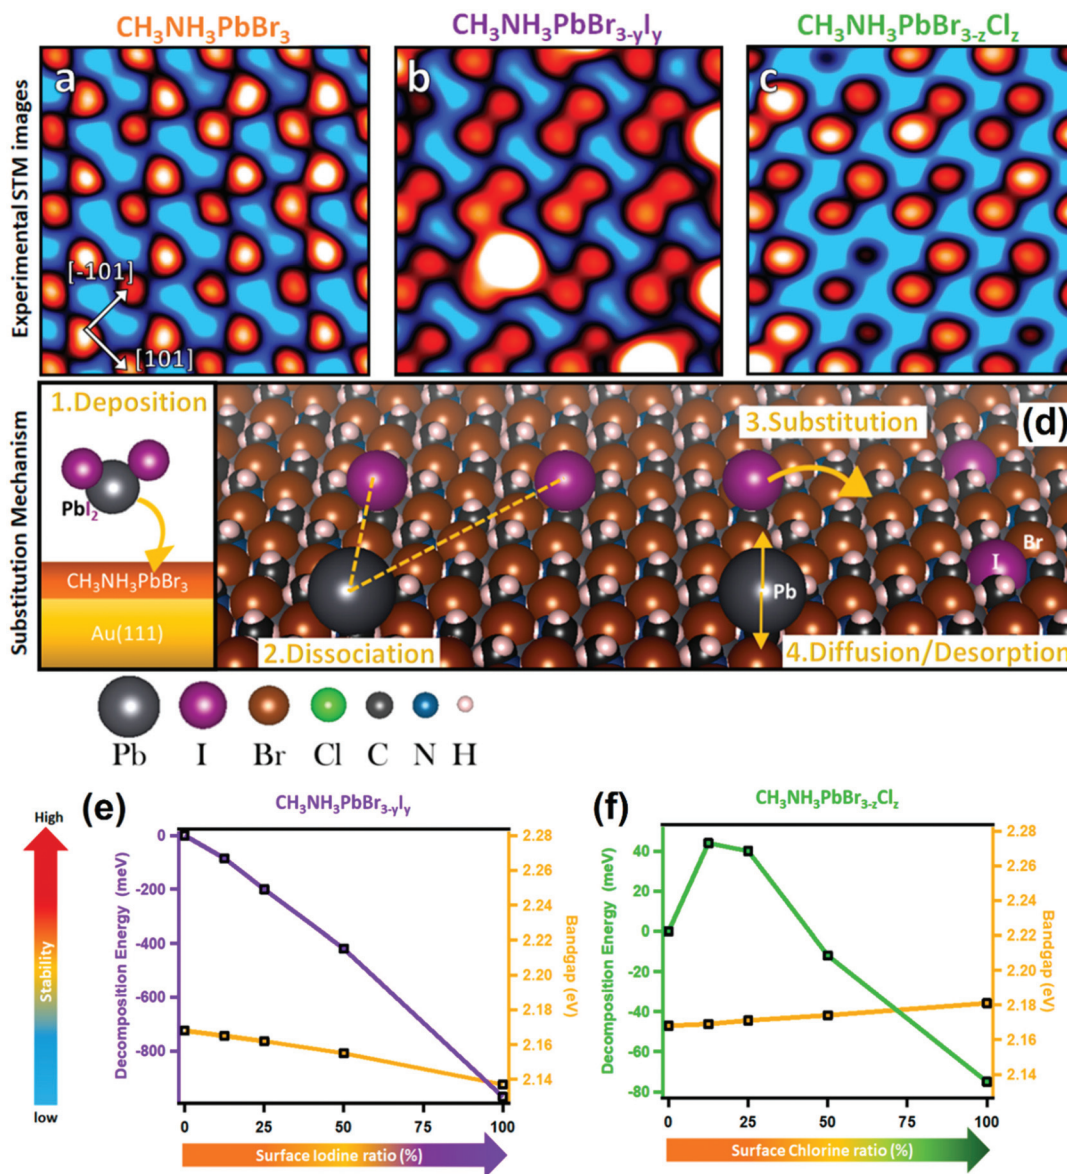 CH₃NH₃PbBr₃
CH₃NH₃PbBr₃₋yIy
CH₃NH₃PbBr₃₋zClz
Experimental STM images
a
b
c
[-101]
[101]
Substitution Mechanism
1.Deposition
PbI₂
CH₃NH₃PbBr₃
Au(111)
2.Dissociation
3.Substitution
(d)
Br
I
Pb
4.Diffusion/Desorption
Pb I Br Cl C N H
High
Stability
low
(e)
CH₃NH₃PbBr₃₋yIy
Decomposition Energy (meV)
0
-200
-400
-600
-800
2.28
2.26
2.24
2.22
2.20
2.18
2.16
2.14
Bandgap (eV)
0 25 50 75 100
Surface Iodine ratio (%)
(f)
CH₃NH₃PbBr₃₋zClz
Decomposition Energy (meV)
40
20
0
-20
-40
-60
-80
2.28
2.26
2.24
2.22
2.20
2.18
2.16
2.14
Bandgap (eV)
0 25 50 75 100
Surface Chlorine ratio (%)